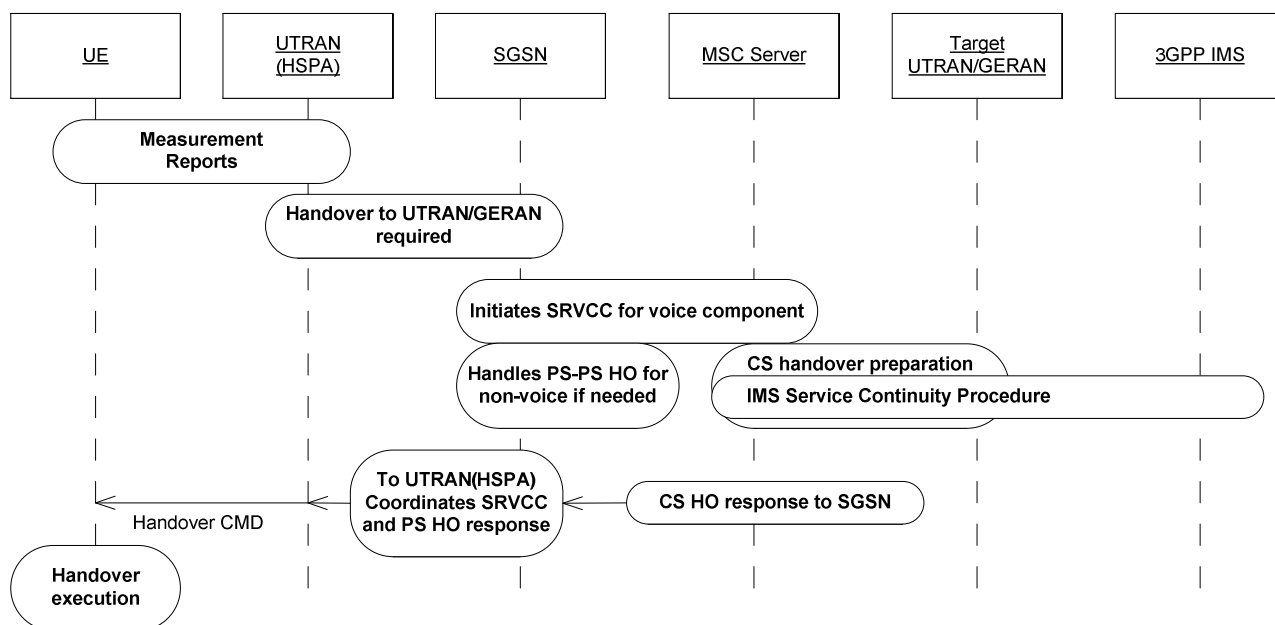 UE
UTRAN
(HSPA)
SGSN
MSC Server
Target
UTRAN/GERAN
3GPP IMS
Measurement
Reports
Handover to UTRAN/GERAN
required
Initiates SRVCC for voice component
Handles PS-PS HO for
non-voice if needed
CS handover preparation
IMS Service Continuity Procedure
To UTRAN(HSPA)
Coordinates SRVCC
and PS HO response
CS HO response to SGSN
Handover CMD
Handover
execution